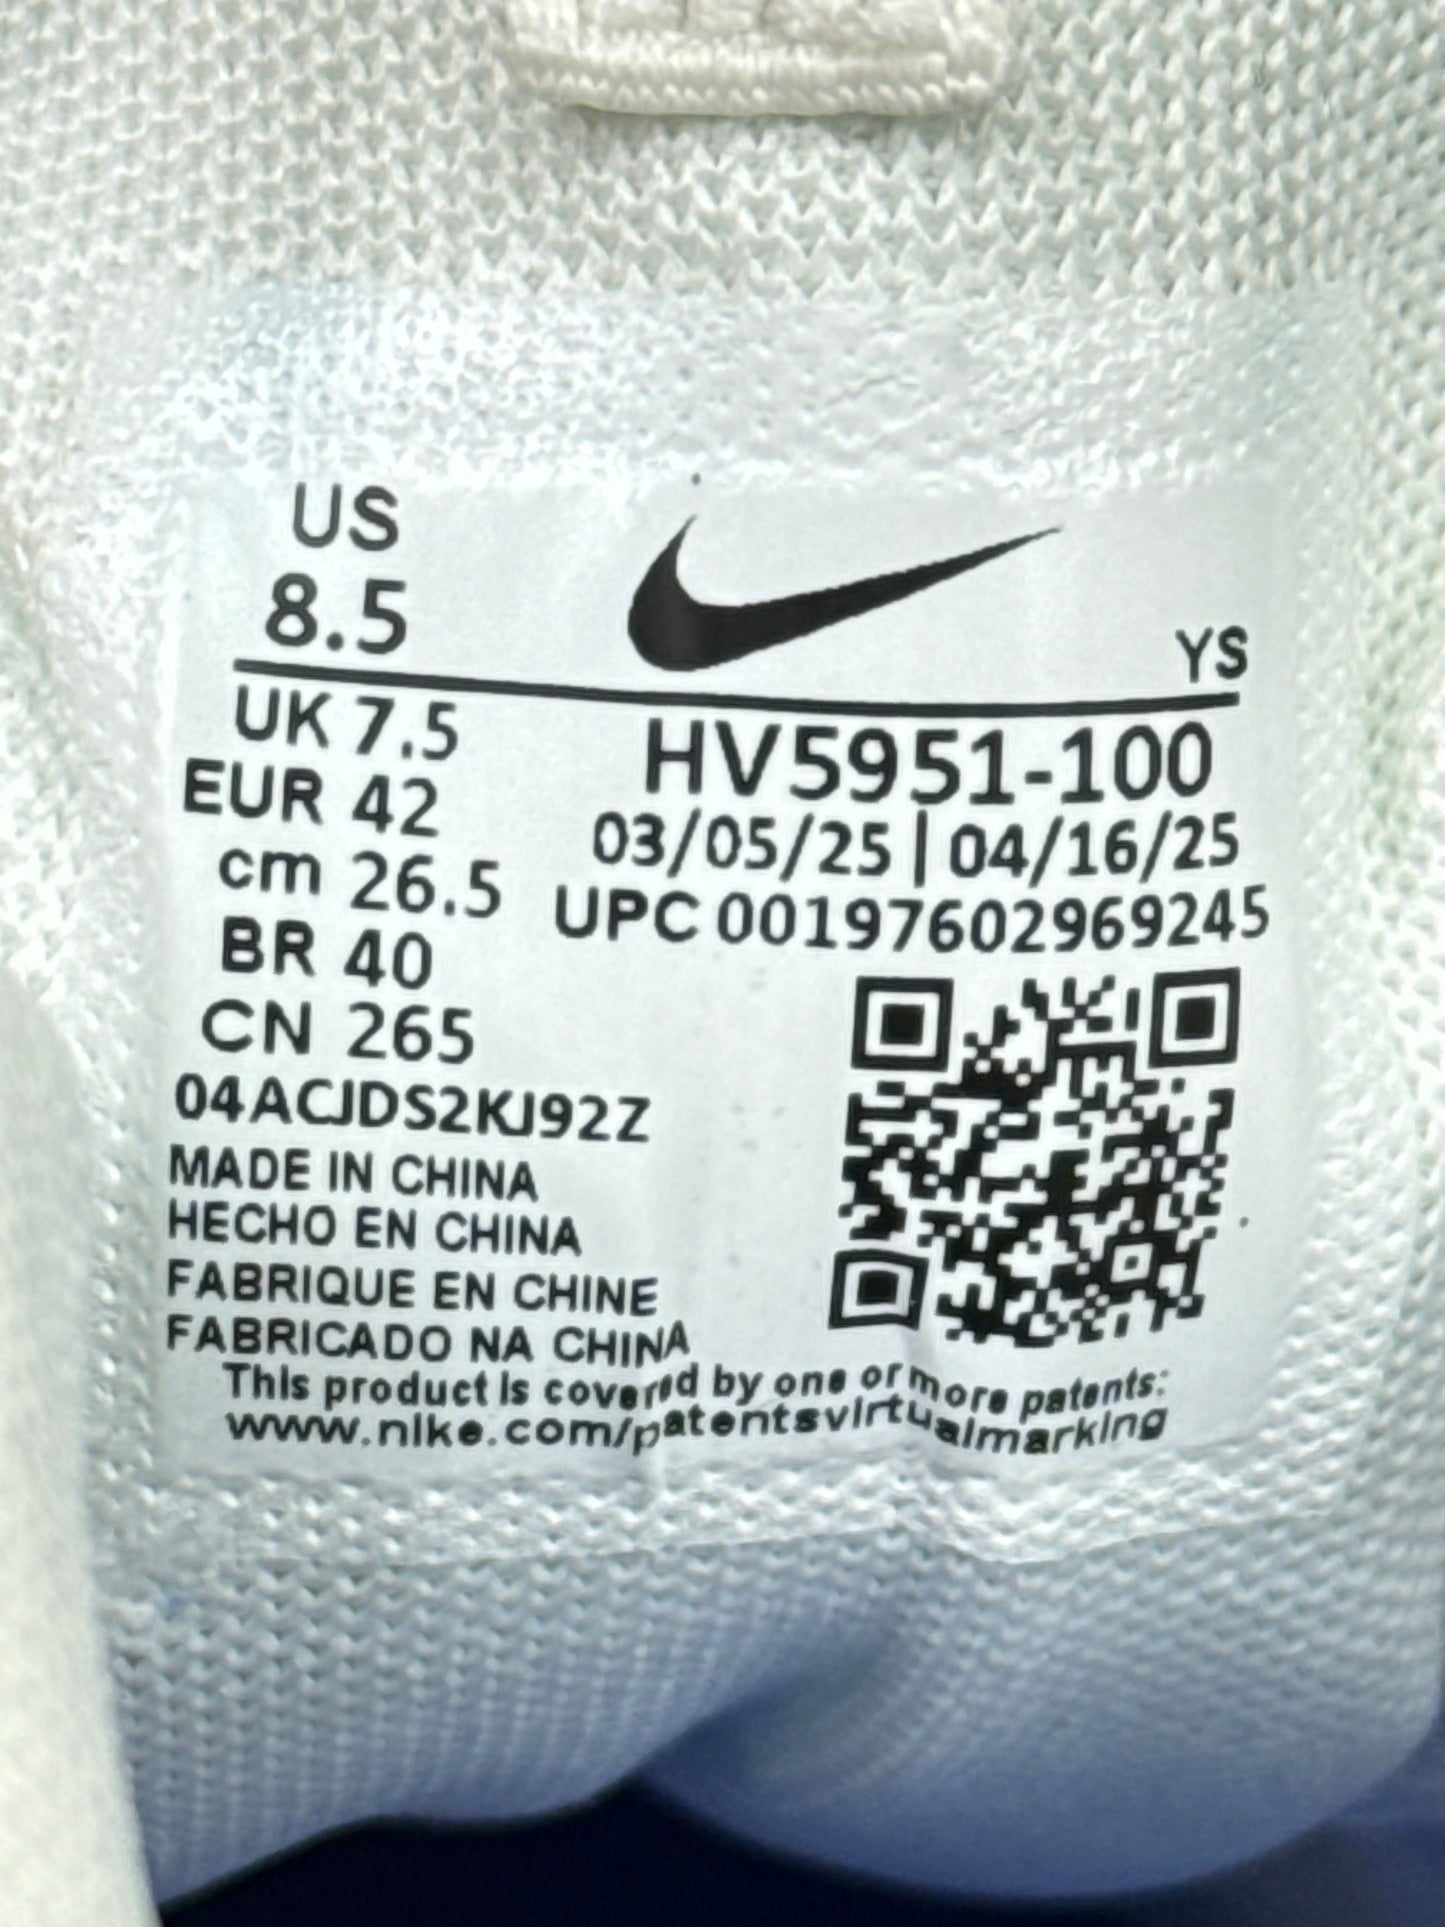 US
8.5
YS
UK 7.5
EUR 42
cm 26.5
BR 40
CN 265
HV5951-100
03/05/25 | 04/16/25
UPC 00197602969245
04ACJDS2KJ92Z
MADE IN CHINA
HECHO EN CHINA
FABRIQUE EN CHINE
FABRICADO NA CHINA
This product is covered by one or more patents:
www.nike.com/patentsvirtualmarking